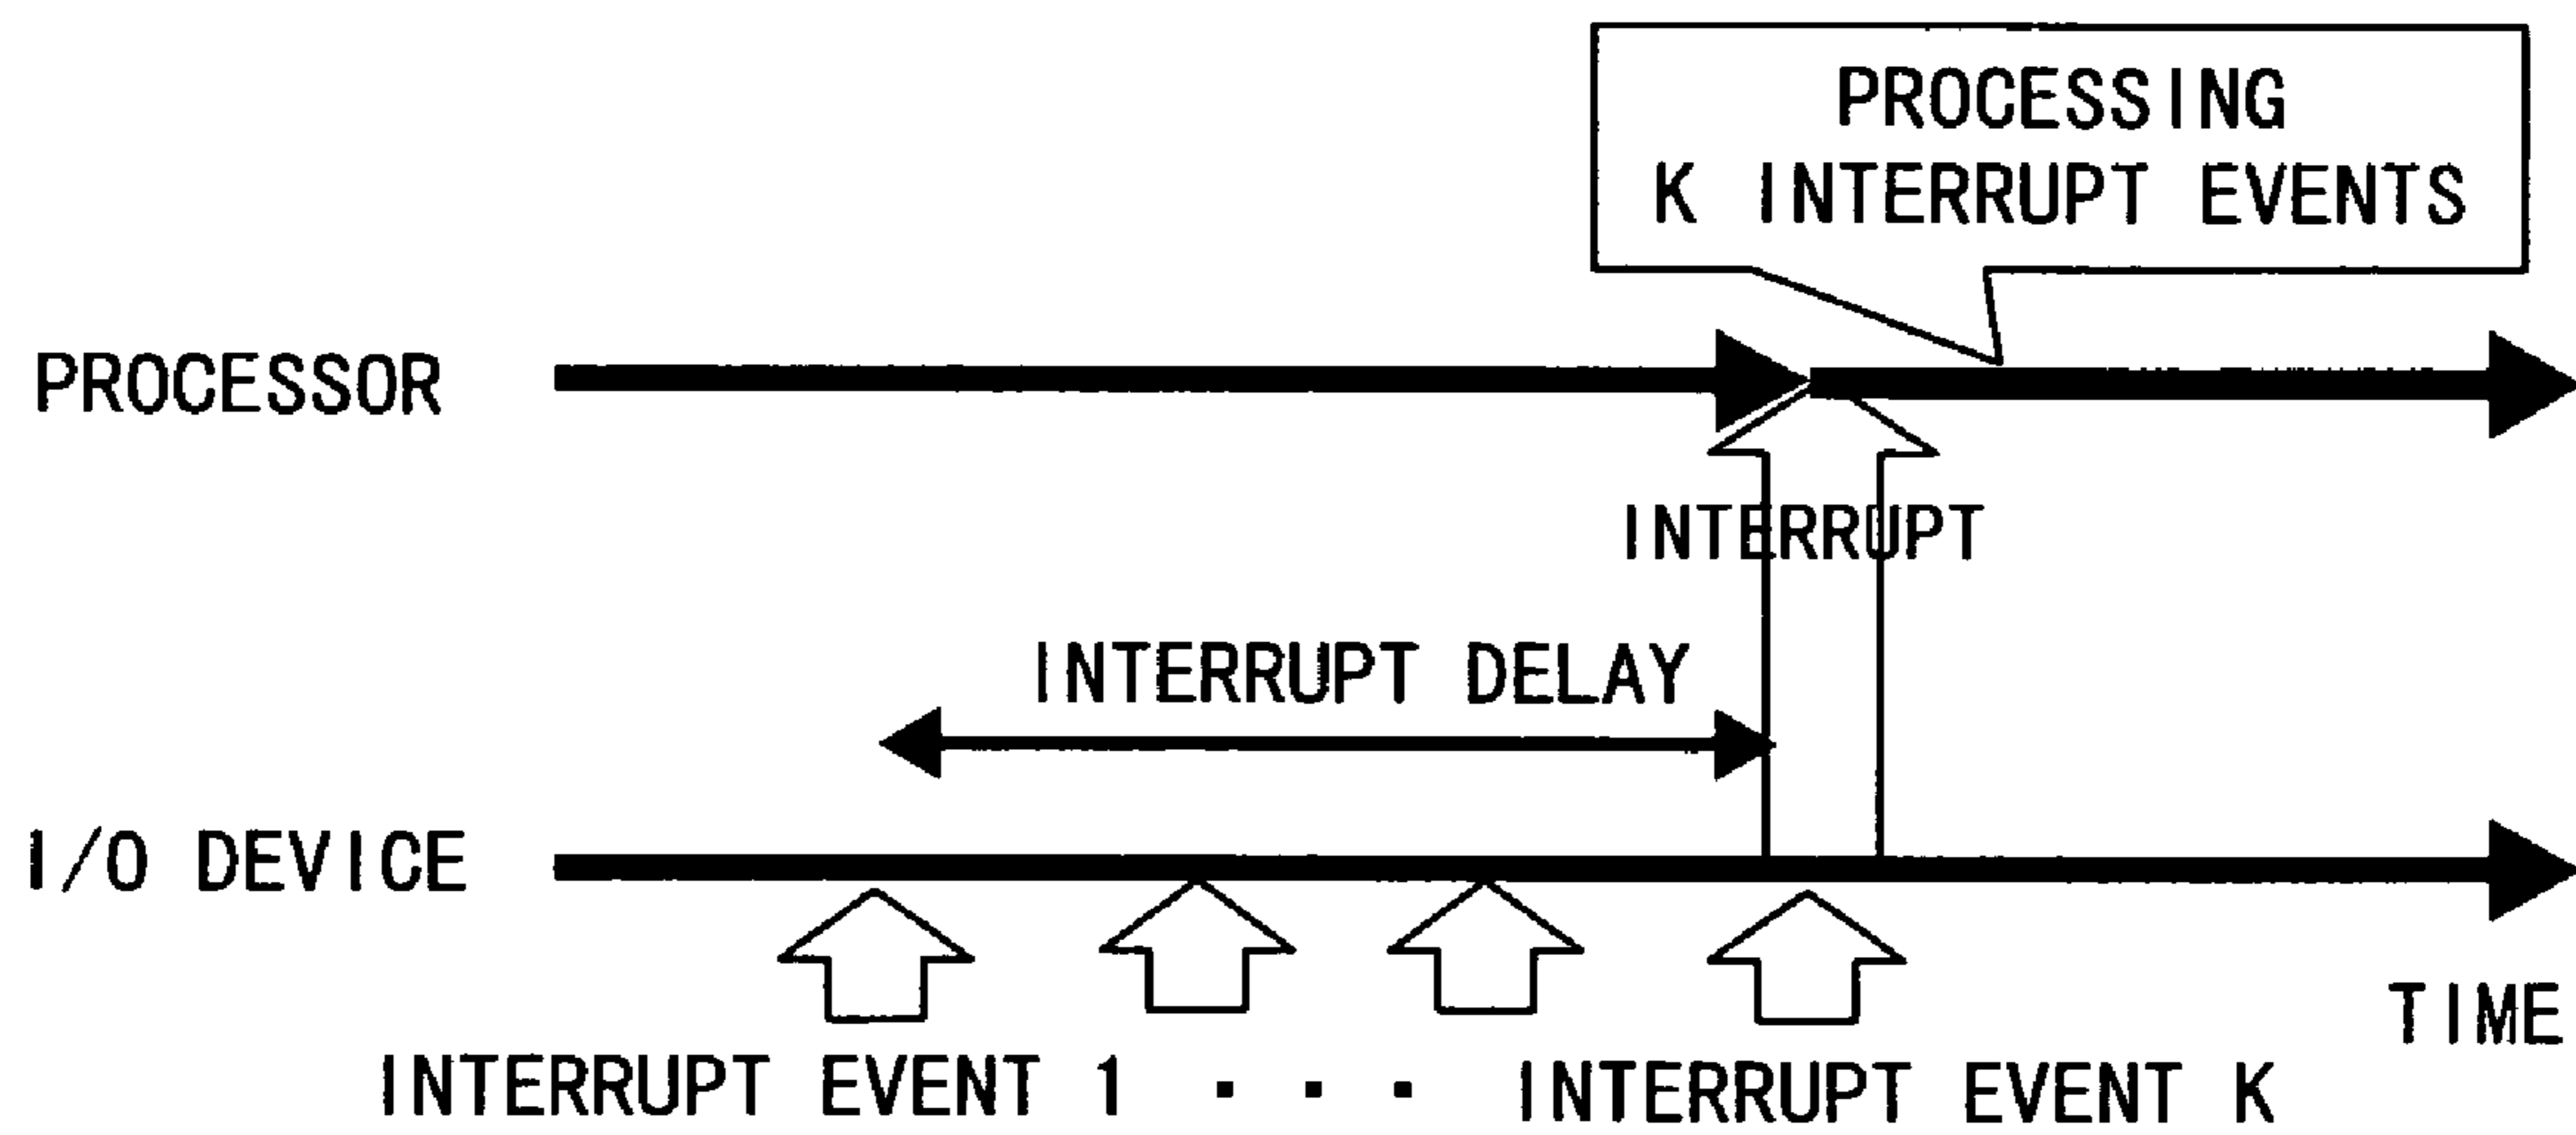 PROCESSING
K INTERRUPT EVENTS
PROCESSOR
INTERRUPT
INTERRUPT DELAY
I/O DEVICE
TIME
INTERRUPT EVENT 1 ・・・ INTERRUPT EVENT K